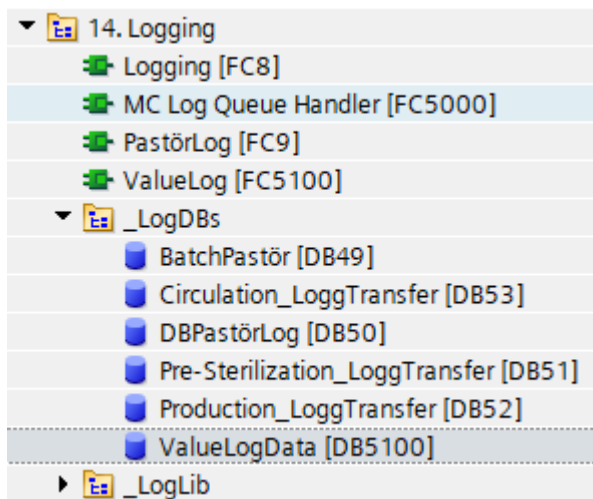 14. Logging
Logging [FC8]
MC Log Queue Handler [FC5000]
PastörLog [FC9]
ValueLog [FC5100]
_LogDBs
BatchPastör [DB49]
Circulation_LoggTransfer [DB53]
DBPastörLog [DB50]
Pre-Sterilization_LoggTransfer [DB51]
Production_LoggTransfer [DB52]
ValueLogData [DB5100]
_LogLib